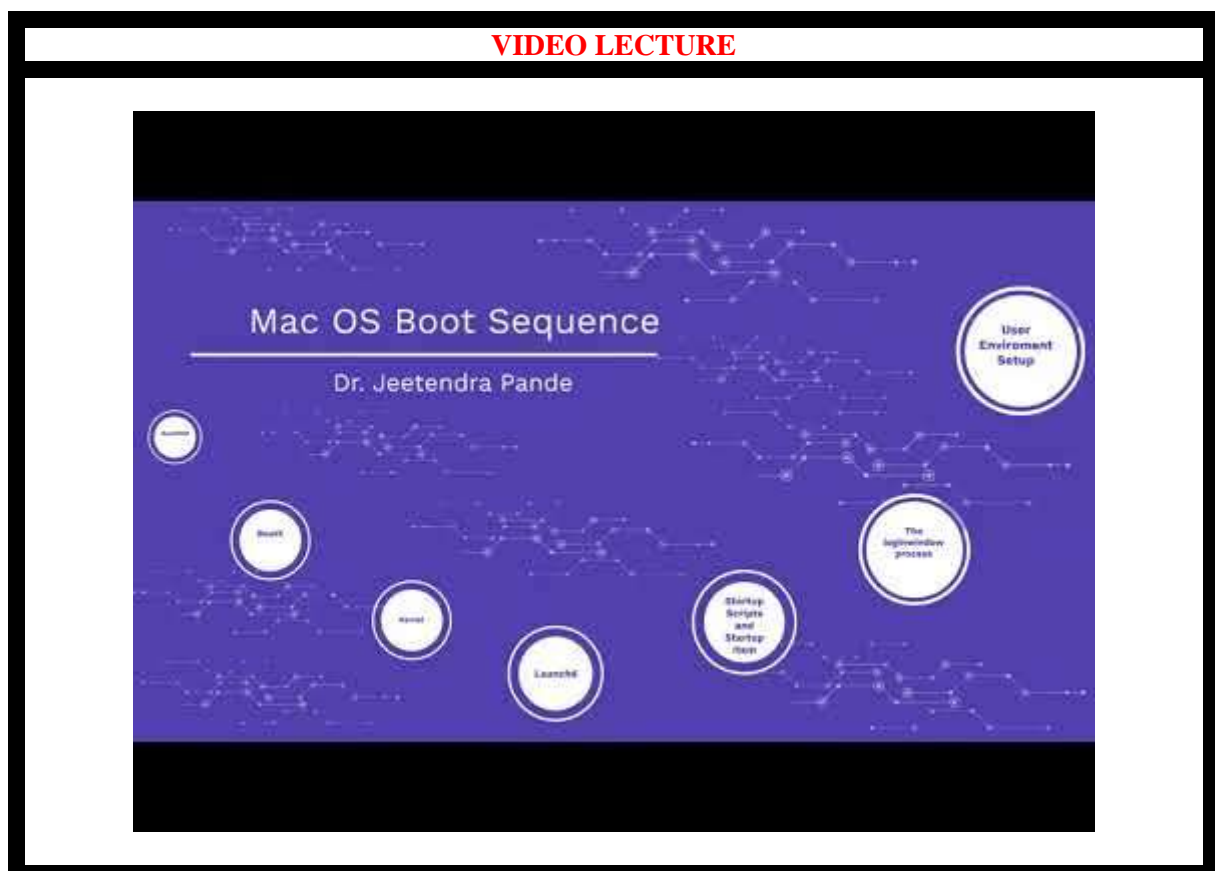 VIDEO LECTURE
Mac OS Boot Sequence
Dr. Jeetendra Pande
User
Enviroment
Setup
BootX
Kernel
Launchd
Startup
Scripts
and
Startup
Item
The
loginwindow
process